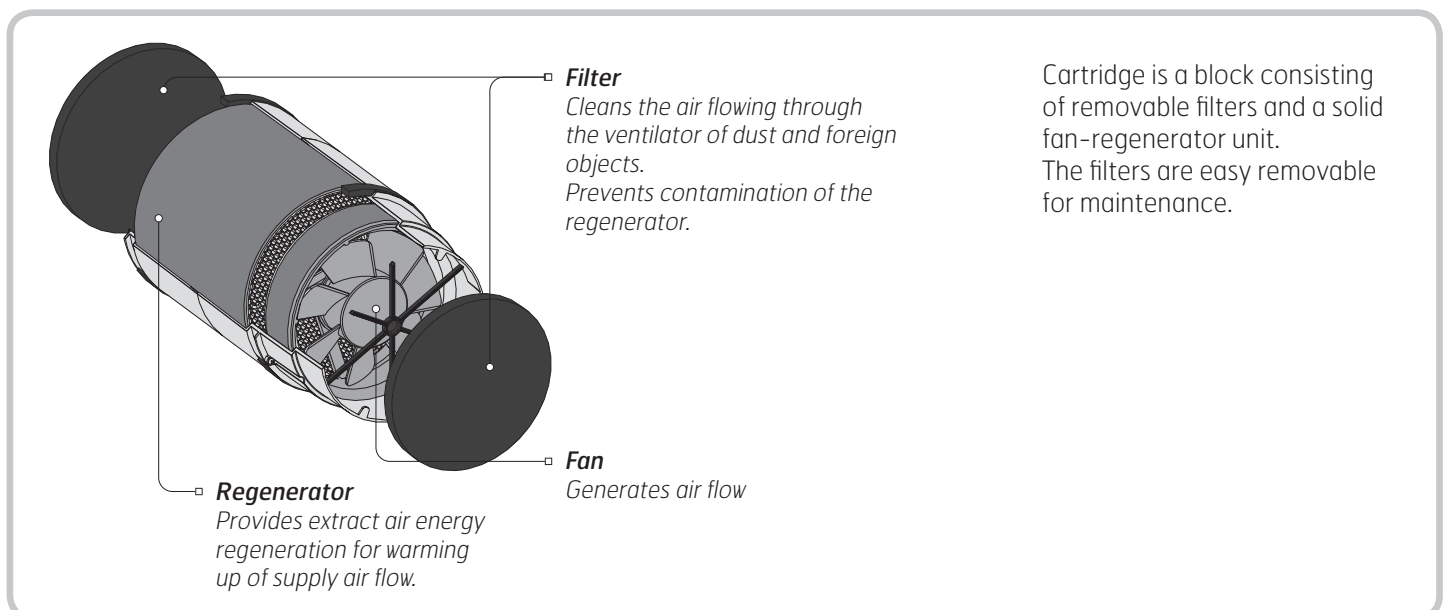 Filter
Cleans the air flowing through
the ventilator of dust and foreign
objects.
Prevents contamination of the
regenerator.
Cartridge is a block consisting
of removable filters and a solid
fan-regenerator unit.
The filters are easy removable
for maintenance.
Fan
Generates air flow
Regenerator
Provides extract air energy
regeneration for warming
up of supply air flow.